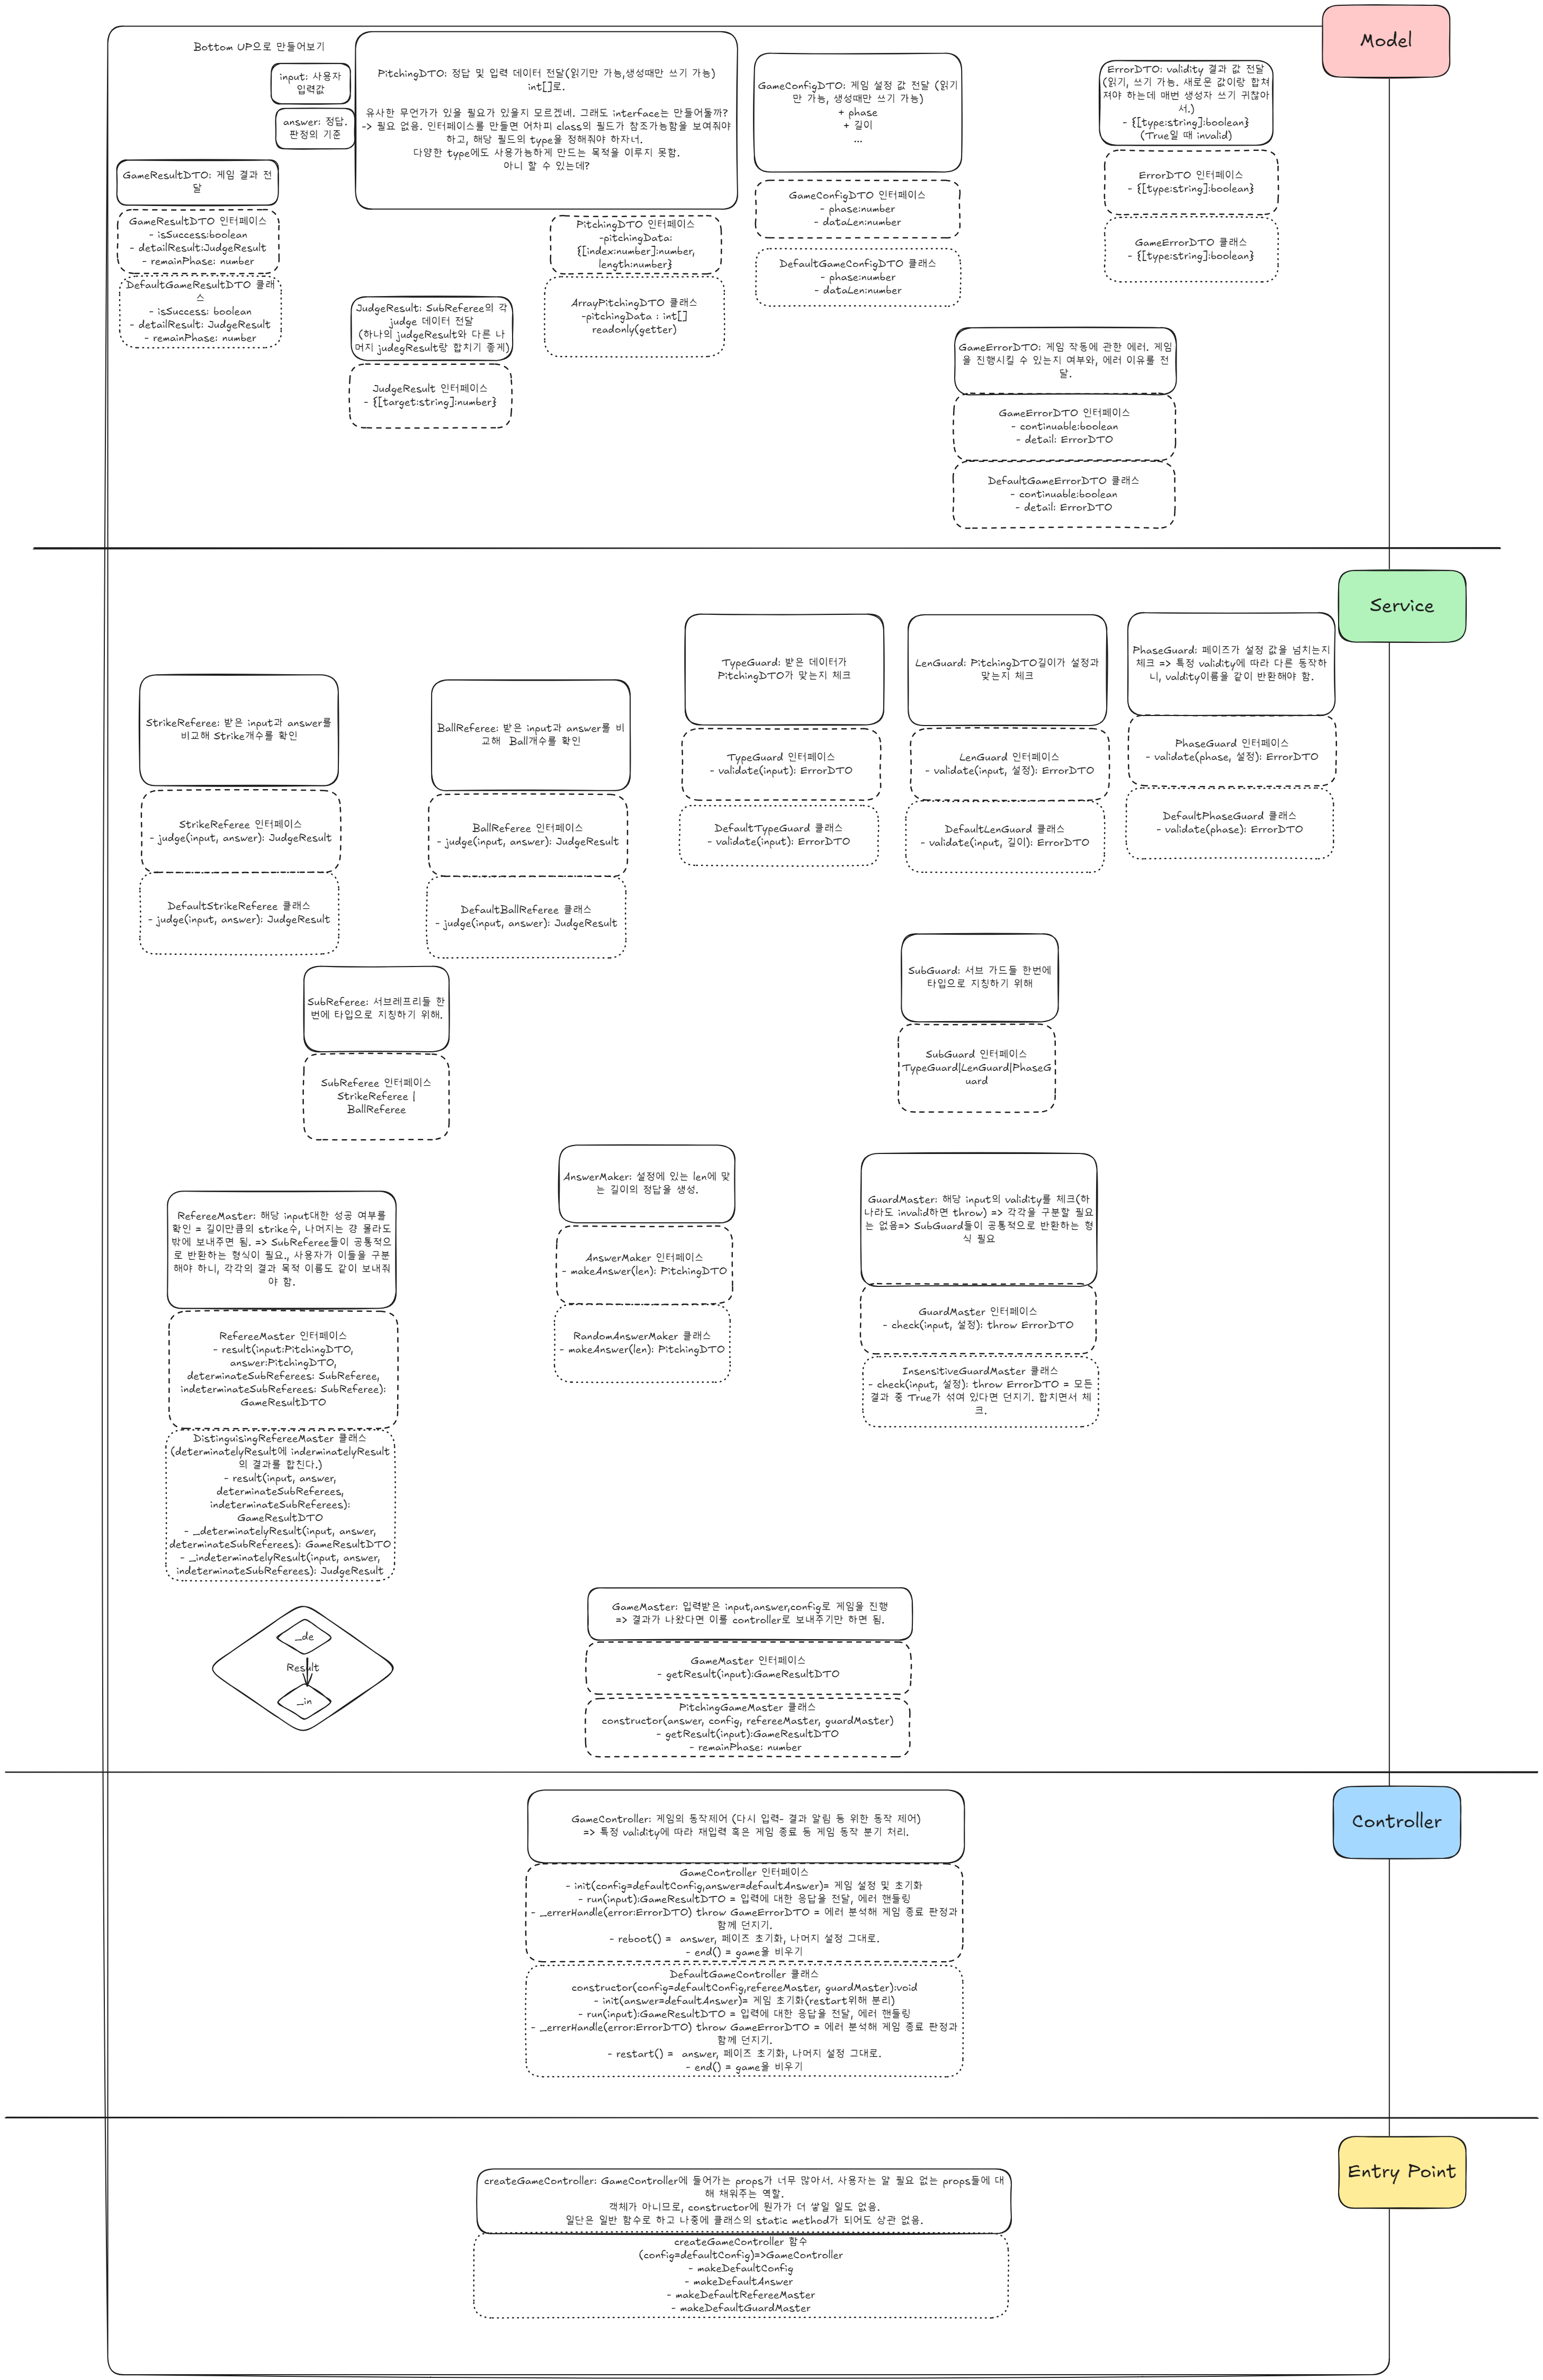 Model
Bottom UP으로 만들어보기
input: 사용자
입력값
answer: 정답.
판정의 기준
PitchingDTO: 정답 및 입력 데이터 전달(읽기만 가능,생성때만 쓰기 가능)
int[]로.
유사한 무언가가 있을 필요가 있을지 모르겠네. 그래도 interface는 만들어둘까?
-> 필요 없음. 인터페이스를 만들면 어차피 class의 필드가 참조가능함을 보여줘야
하고, 해당 필드의 type을 정해줘야 하자너.
다양한 type에도 사용가능하게 만드는 목적을 이루지 못함.
아니 할 수 있는데?
GameConfigDTO: 게임 설정 값 전달 (읽기
만 가능, 생성때만 쓰기 가능)
+ phase
+ 길이
...
ErrorDTO: validity 결과 값 전달
(읽기, 쓰기 가능. 새로운 값이랑 합쳐
져야 하는데 매번 생성자 쓰기 귀찮아
서.)
- {[type:string]:boolean}
(True일 때 invalid)
GameResultDTO: 게임 결과 전
달
GameResultDTO 인터페이스
- isSuccess:boolean
- detailResult:JudgeResult
- remainPhase: number
DefaultGameResultDTO 클래
스
- isSuccess: boolean
- detailResult: JudgeResult
- remainPhase: number
PitchingDTO 인터페이스
-pitchingData:
{[index:number]:number,
length:number}
ArrayPitchingDTO 클래스
-pitchingData : int[]
readonly(getter)
GameConfigDTO 인터페이스
- phase:number
- dataLen:number
DefaultGameConfigDTO 클래스
- phase:number
- dataLen:number
ErrorDTO 인터페이스
- {[type:string]:boolean}
GameErrorDTO 클래스
- {[type:string]:boolean}
JudgeResult: SubReferee의 각
judge 데이터 전달
(하나의 judgeResult와 다른 나
머지 judegResult랑 합치기 좋게)
JudgeResult 인터페이스
- {[target:string]:number}
GameErrorDTO: 게임 작동에 관한 에러. 게임
을 진행시킬 수 있는지 여부와, 에러 이유를 전
달.
GameErrorDTO 인터페이스
- continuable:boolean
- detail: ErrorDTO
DefaultGameErrorDTO 클래스
- continuable:boolean
- detail: ErrorDTO
Service
StrikeReferee: 받은 input과 answer를
비교해 Strike개수를 확인
StrikeReferee 인터페이스
- judge(input, answer): JudgeResult
DefaultStrikeReferee 클래스
- judge(input, answer): JudgeResult
BallReferee: 받은 input과 answer를 비
교해 Ball개수를 확인
BallReferee 인터페이스
- judge(input, answer): JudgeResult
DefaultBallReferee 클래스
- judge(input, answer): JudgeResult
TypeGuard: 받은 데이터가
PitchingDTO가 맞는지 체크
TypeGuard 인터페이스
- validate(input): ErrorDTO
DefaultTypeGuard 클래스
- validate(input): ErrorDTO
LenGuard: PitchingDTO길이가 설정과
맞는지 체크
LenGuard 인터페이스
- validate(input, 설정): ErrorDTO
DefaultLenGuard 클래스
- validate(input, 길이): ErrorDTO
PhaseGuard: 페이즈가 설정 값을 넘치는지
체크 => 특정 validity에 따라 다른 동작하
니, valdity이름을 같이 반환해야 함.
PhaseGuard 인터페이스
- validate(phase, 설정): ErrorDTO
DefaultPhaseGuard 클래스
- validate(phase): ErrorDTO
SubReferee: 서브레프리들 한
번에 타입으로 지칭하기 위해.
SubReferee 인터페이스
StrikeReferee |
BallReferee
SubGuard: 서브 가드들 한번에
타입으로 지칭하기 위해
SubGuard 인터페이스
TypeGuard|LenGuard|PhaseG
uard
RefereeMaster: 해당 input대한 성공 여부를
확인 = 길이만큼의 strike수, 나머지는 걍 몰라도
밖에 보내주면 됨. => SubReferee들이 공통적으
로 반환하는 형식이 필요., 사용자가 이들을 구분
해야 하니, 각각의 결과 목적 이름도 같이 보내줘
야 함.
RefereeMaster 인터페이스
- result(input:PitchingDTO,
answer:PitchingDTO,
determinateSubReferees: SubReferee,
indeterminateSubReferees: SubReferee):
GameResultDTO
DistinguisingRefereeMaster 클래스
(determinatelyResult에 inderminatelyResult
의 결과를 합친다.)
- result(input, answer,
determinateSubReferees,
indeterminateSubReferees):
GameResultDTO
- _determinatelyResult(input, answer,
determinateSubReferees): GameResultDTO
- _indeterminatelyResult(input, answer,
indeterminateSubReferees): JudgeResult
AnswerMaker: 설정에 있는 len에 맞
는 길이의 정답을 생성.
AnswerMaker 인터페이스
- makeAnswer(len): PitchingDTO
RandomAnswerMaker 클래스
- makeAnswer(len): PitchingDTO
GuardMaster: 해당 input의 validity를 체크(하
나라도 invalid하면 throw) => 각각을 구분할 필요
는 없음=> SubGuard들이 공통적으로 반환하는 형
식 필요
GuardMaster 인터페이스
- check(input, 설정): throw ErrorDTO
InsensitiveGuardMaster 클래스
- check(input, 설정): throw ErrorDTO = 모든
결과 중 True가 섞여 있다면 던지기. 합치면서 체
크.
_de
Result
_in
GameMaster: 입력받은 input,answer,config로 게임을 진행
=> 결과가 나왔다면 이를 controller로 보내주기만 하면 됨.
GameMaster 인터페이스
- getResult(input):GameResultDTO
PitchingGameMaster 클래스
constructor(answer, config, refereeMaster, guardMaster)
- getResult(input):GameResultDTO
- remainPhase: number
Controller
GameController: 게임의 동작제어 (다시 입력- 결과 알림 등 위한 동작 제어)
=> 특정 validity에 따라 재입력 혹은 게임 종료 등 게임 동작 분기 처리.
GameController 인터페이스
- init(config=defaultConfig,answer=defaultAnswer)= 게임 설정 및 초기화
- run(input):GameResultDTO = 입력에 대한 응답을 전달, 에러 핸들링
- _errerHandle(error:ErrorDTO) throw GameErrorDTO = 에러 분석해 게임 종료 판정과
함께 던지기.
- reboot() = answer, 페이즈 초기화, 나머지 설정 그대로.
- end() = game을 비우기
DefaultGameController 클래스
constructor(config=defaultConfig,refereeMaster, guardMaster):void
- init(answer=defaultAnswer)= 게임 초기화(restart위해 분리)
- run(input):GameResultDTO = 입력에 대한 응답을 전달, 에러 핸들링
- _errerHandle(error:ErrorDTO) throw GameErrorDTO = 에러 분석해 게임 종료 판정과
함께 던지기.
- restart() = answer, 페이즈 초기화, 나머지 설정 그대로.
- end() = game을 비우기
Entry Point
createGameController: GameController에 들어가는 props가 너무 많아서. 사용자는 알 필요 없는 props들에 대
해 채워주는 역할.
객체가 아니므로, constructor에 뭔가가 더 쌓일 일도 없음.
일단은 일반 함수로 하고 나중에 클래스의 static method가 되어도 상관 없음.
createGameController 함수
(config=defaultConfig)=>GameController
- makeDefaultConfig
- makeDefaultAnswer
- makeDefaultRefereeMaster
- makeDefaultGuardMaster